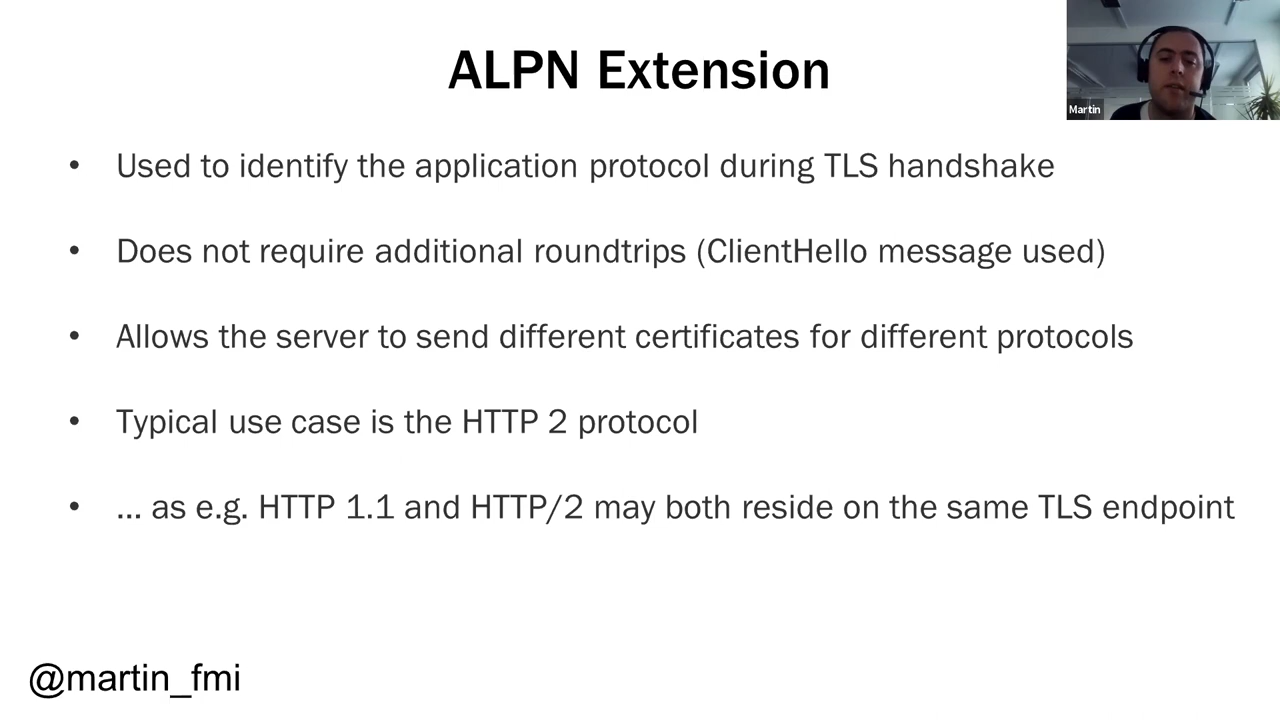 ALPN Extension
Martin
• Used to identify the application protocol during TLS handshake
• Does not require additional roundtrips (ClientHello message used)
• Allows the server to send different certificates for different protocols
• Typical use case is the HTTP 2 protocol
• ... as e.g. HTTP 1.1 and HTTP/2 may both reside on the same TLS endpoint
@martin_fmi